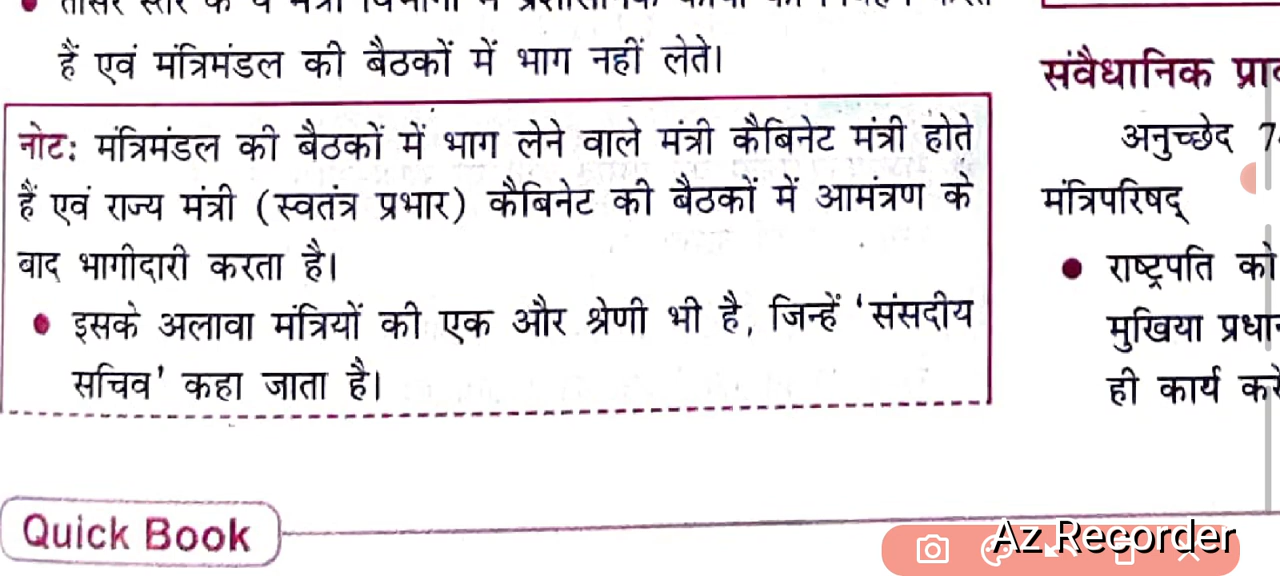 हैं एवं मंत्रिमंडल की बैठकों में भाग नहीं लेते।
नोट: मंत्रिमंडल की बैठकों में भाग लेने वाले मंत्री कैबिनेट मंत्री होते
हैं एवं राज्य मंत्री (स्वतंत्र प्रभार) कैबिनेट की बैठकों में आमंत्रण के
बाद भागीदारी करता है।
• इसके अलावा मंत्रियों की एक और श्रेणी भी है, जिन्हें 'संसदीय
सचिव' कहा जाता है।
Quick Book
संवैधानिक
अनुच्छेद
मंत्रिपरिषद्
• राष्ट्रपति को
मुखिया
ही कार्य
Az Recorder